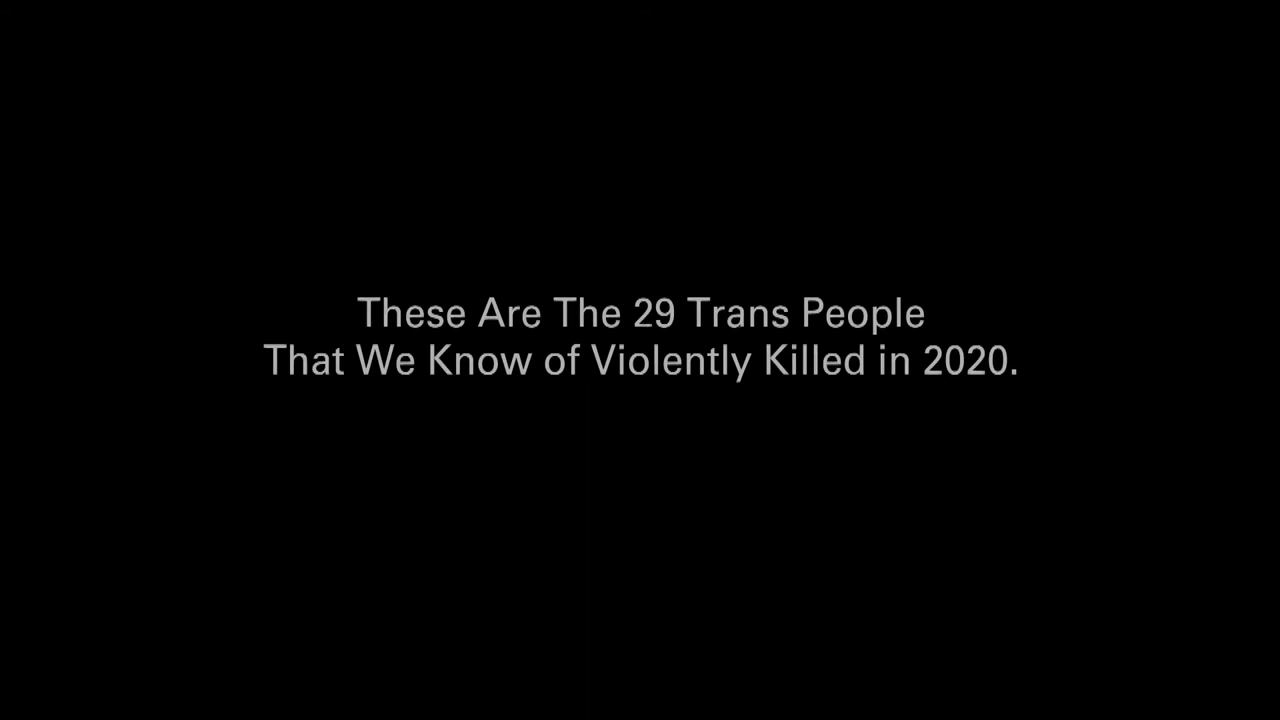 These Are The 29 Trans People
That We Know of Violently Killed in 2020.